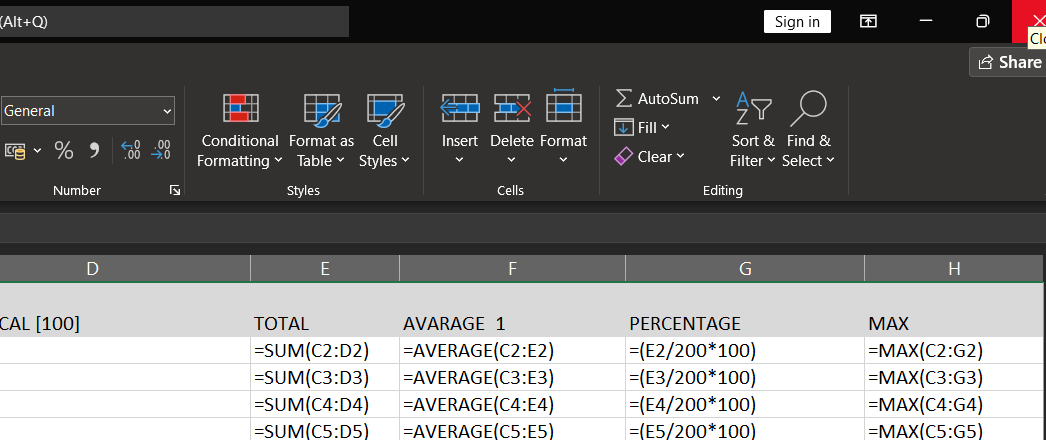 (Alt+Q)
Sign in
Clo
Share
General
Conditional Formatting
Format as Table
Cell Styles
Insert
Delete
Format
AutoSum
Fill
Clear
Sort & Filter
Find & Select
% 9 .00 .00
Number
Styles
Cells
Editing
D E F G H
CAL [100] TOTAL AVARAGE 1 PERCENTAGE MAX
=SUM(C2:D2) =AVERAGE(C2:E2) =(E2/200*100) =MAX(C2:G2)
=SUM(C3:D3) =AVERAGE(C3:E3) =(E3/200*100) =MAX(C3:G3)
=SUM(C4:D4) =AVERAGE(C4:E4) =(E4/200*100) =MAX(C4:G4)
=SUM(C5:D5) =AVERAGE(C5:E5) =(E5/200*100) =MAX(C5:G5)